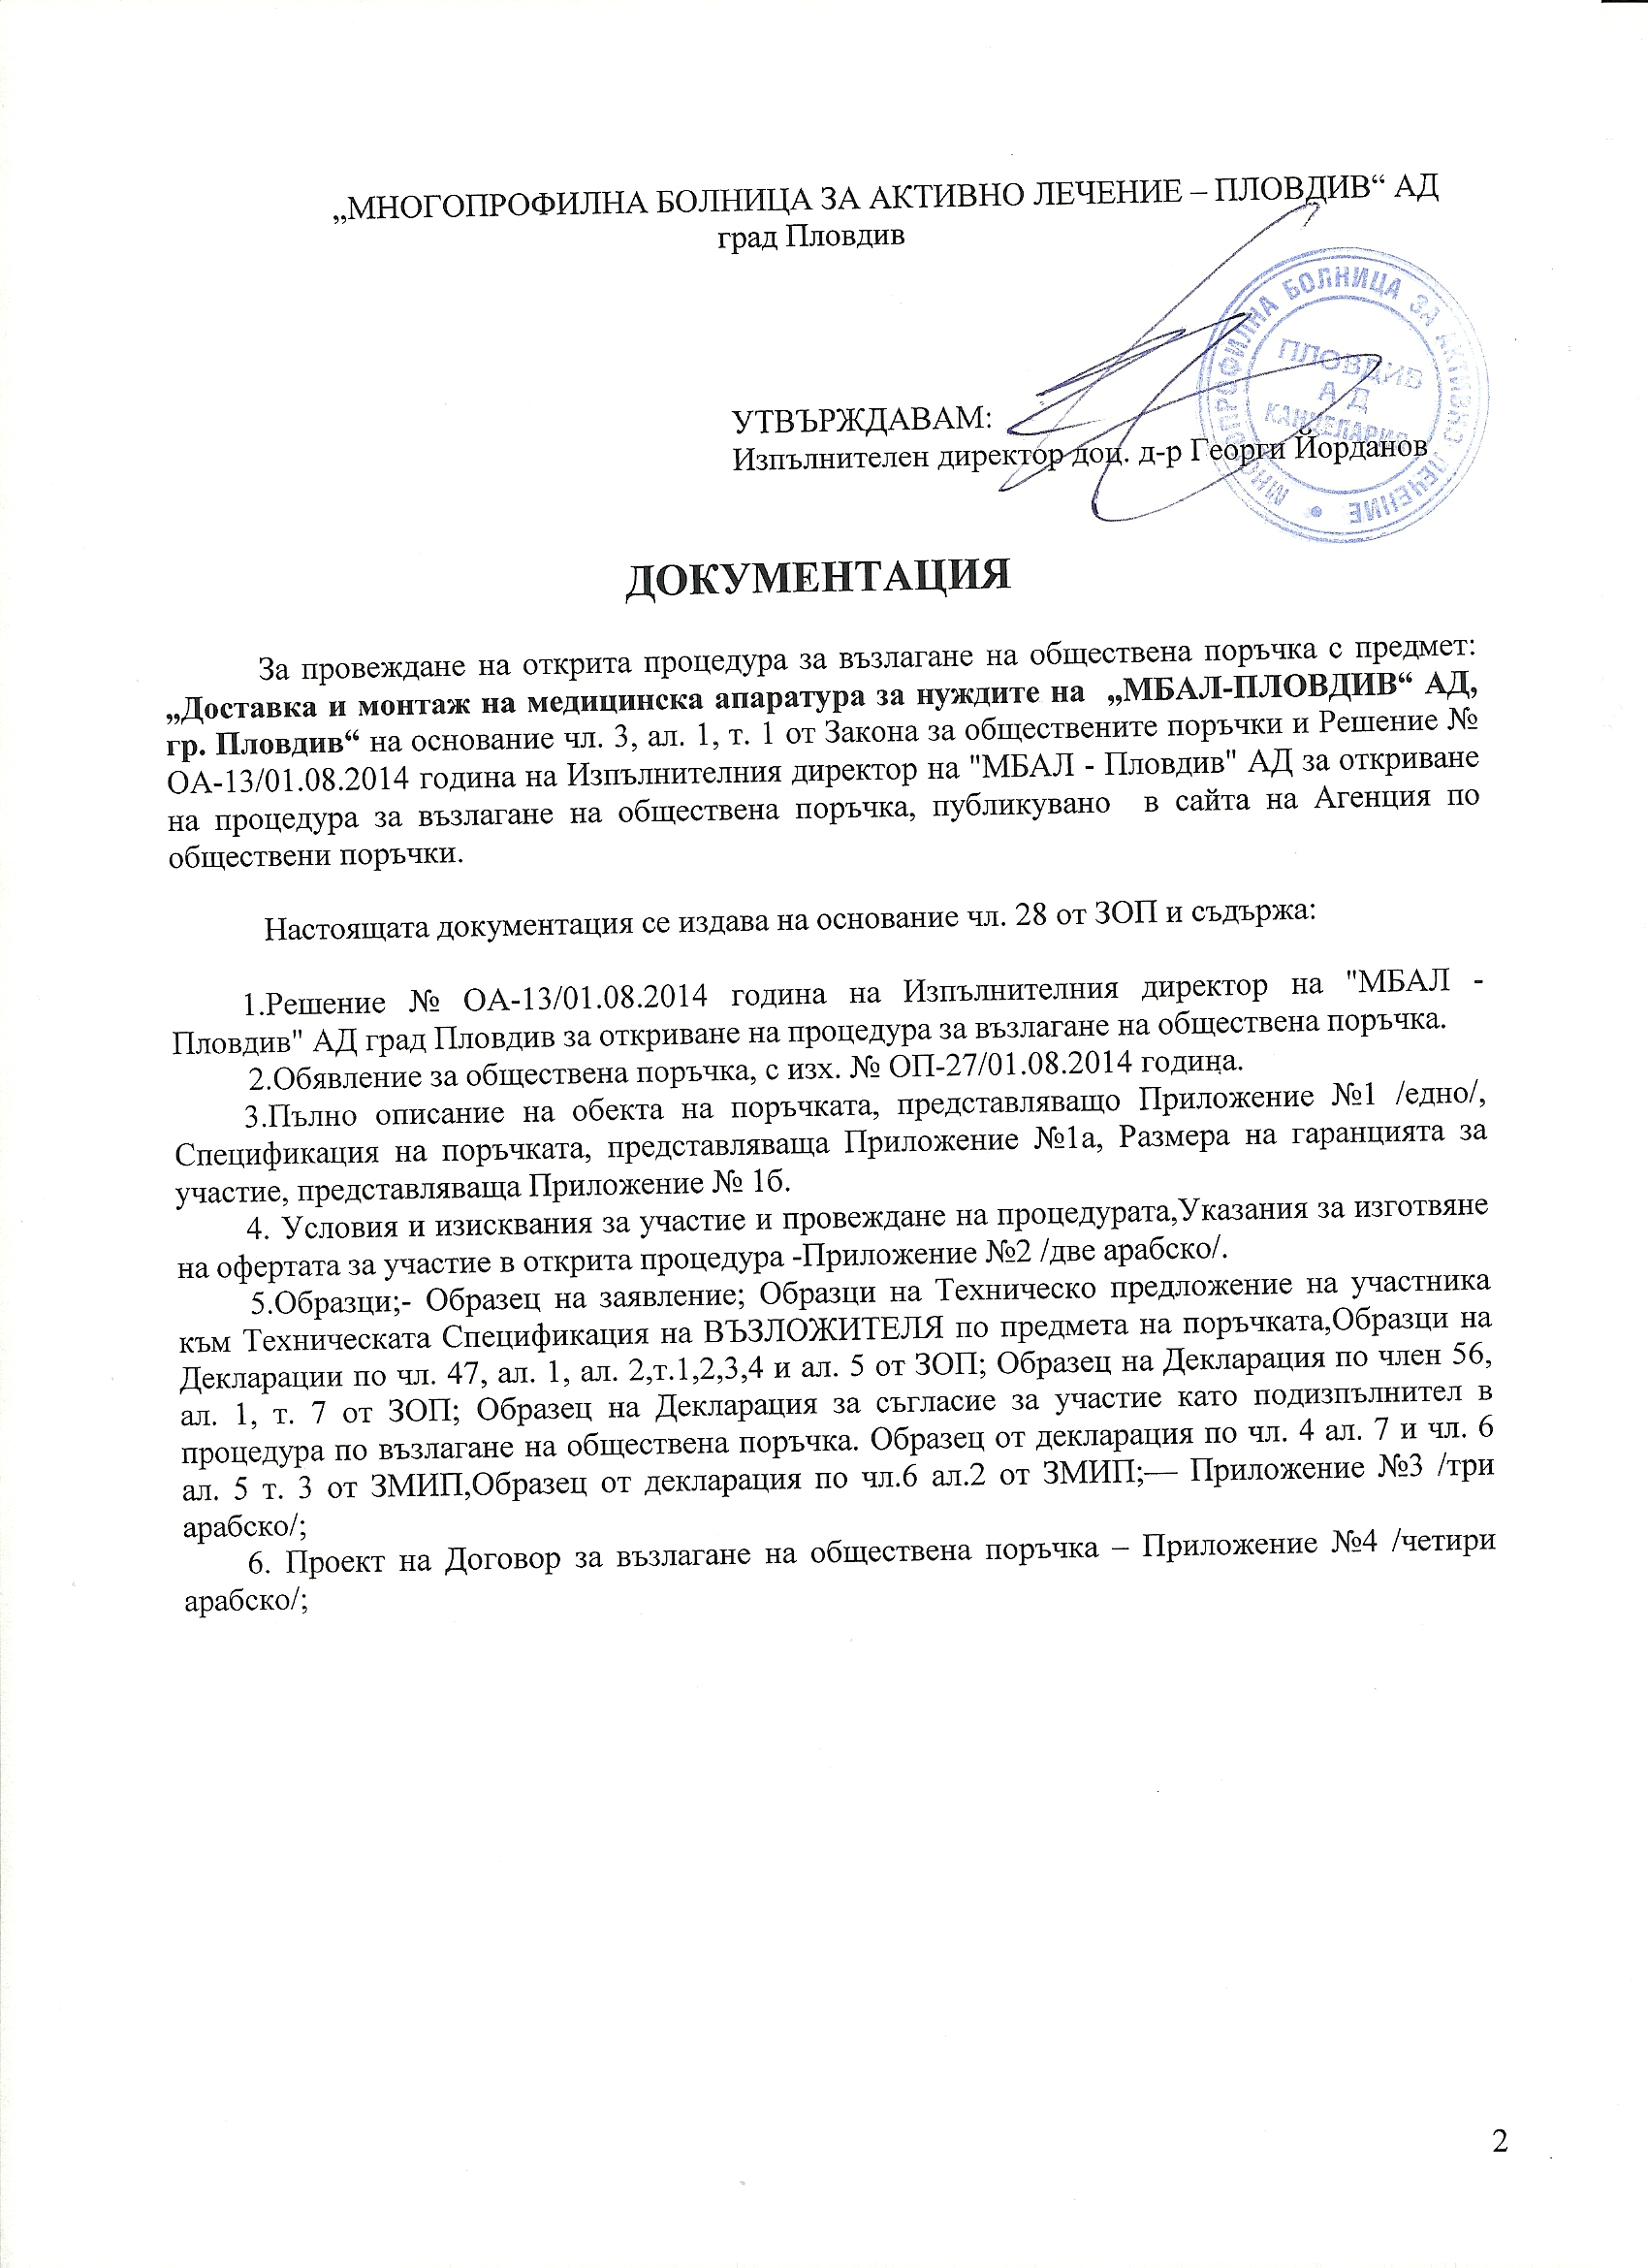 „МНОГОПРОФИЛНА БОЛНИЦА ЗА АКТИВНО ЛЕЧЕНИЕ – ПЛОВДИВ“ АД
град Пловдив
МНОГОПРОФИЛНА БОЛНИЦА ЗА АКТИВНО ЛЕЧЕНИЕ
ПЛОВДИВ
АД
КАНЦЕЛАРИЯ
УТВЪРЖДАВАМ:
Изпълнителен директор доц. д-р Георги Йорданов
ДОКУМЕНТАЦИЯ
За провеждане на открита процедура за възлагане на обществена поръчка с предмет:
„Доставка и монтаж на медицинска апаратура за нуждите на „МБАЛ-ПЛОВДИВ“ АД,
гр. Пловдив“ на основание чл. 3, ал. 1, т. 1 от Закона за обществените поръчки и Решение №
ОА-13/01.08.2014 година на Изпълнителния директор на "МБАЛ - Пловдив" АД за откриване
на процедура за възлагане на обществена поръчка, публикувано в сайта на Агенция по
обществени поръчки.
Настоящата документация се издава на основание чл. 28 от ЗОП и съдържа:
1.Решение № ОА-13/01.08.2014 година на Изпълнителния директор на "МБАЛ -
Пловдив" АД град Пловдив за откриване на процедура за възлагане на обществена поръчка.
2.Обявление за обществена поръчка, с изх. № ОП-27/01.08.2014 година.
3.Пълно описание на обекта на поръчката, представляващо Приложение №1 /едно/,
Спецификация на поръчката, представляваща Приложение №1а, Размера на гаранцията за
участие, представляваща Приложение № 1б.
4. Условия и изисквания за участие и провеждане на процедурата,Указания за изготвяне
на офертата за участие в открита процедура -Приложение №2 /две арабско/.
5.Образци;- Образец на заявление; Образци на Техническо предложение на участника
към Техническата Спецификация на ВЪЗЛОЖИТЕЛЯ по предмета на поръчката,Образци на
Декларации по чл. 47, ал. 1, ал. 2,т.1,2,3,4 и ал. 5 от ЗОП; Образец на Декларация по член 56,
ал. 1, т. 7 от ЗОП; Образец на Декларация за съгласие за участие като подизпълнител в
процедура по възлагане на обществена поръчка. Образец от декларация по чл. 4 ал. 7 и чл. 6
ал. 5 т. 3 от ЗМИП,Образец от декларация по чл.6 ал.2 от ЗМИП;— Приложение №3 /три
арабско/;
6. Проект на Договор за възлагане на обществена поръчка – Приложение №4 /четири
арабско/;
2